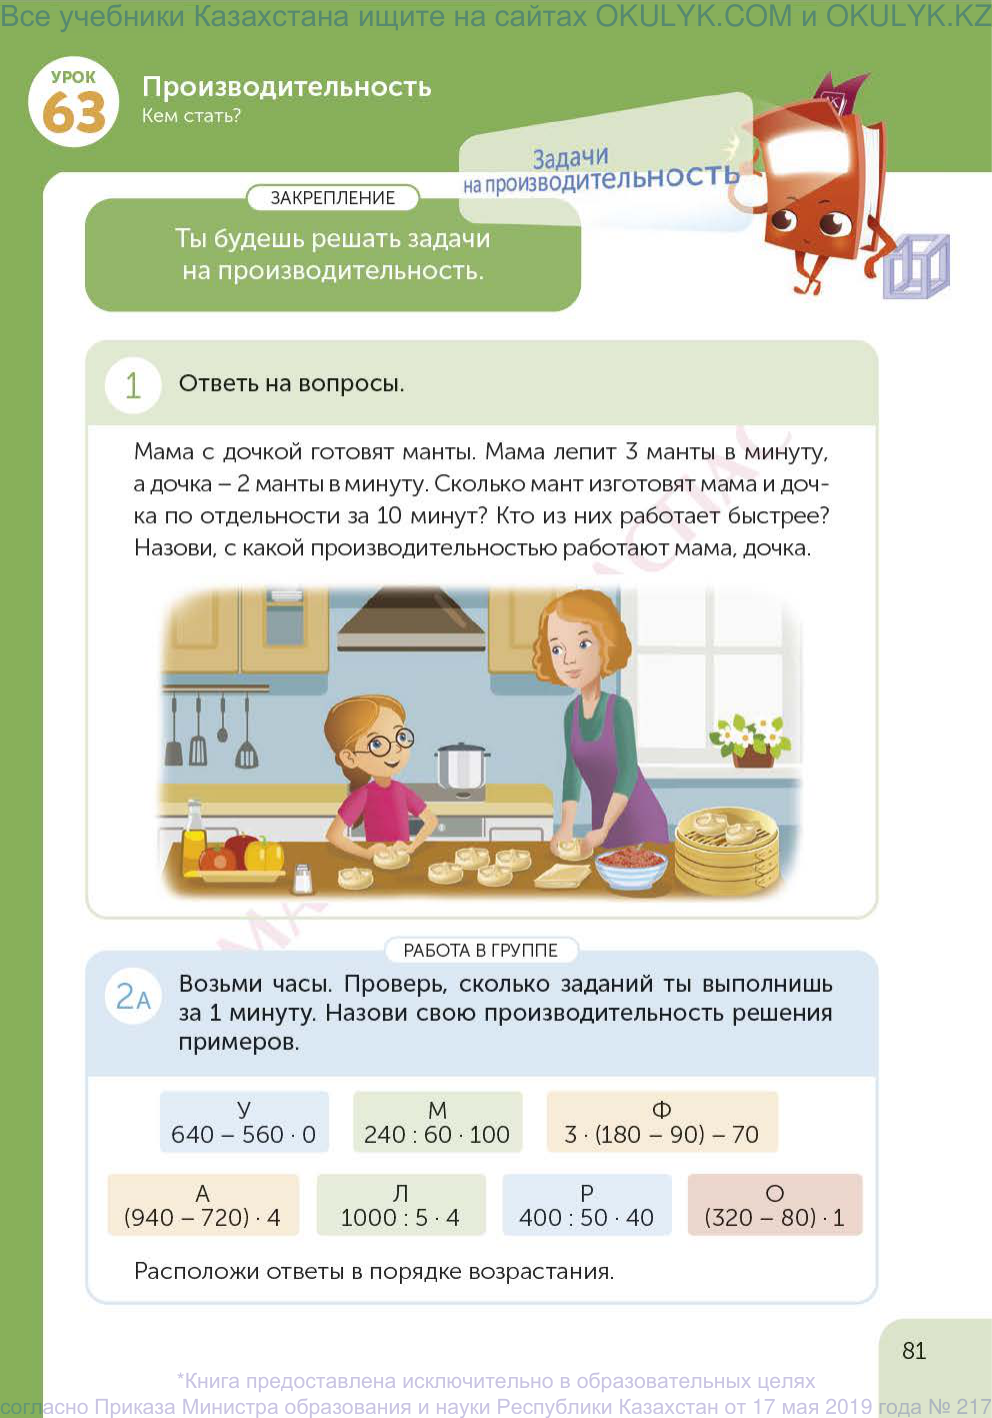 Все учебники Казахстана ищите на сайтах OKULYK.COM и OKULYK.KZ
УРОК
63
Производительность
Кем стать?
Задачи
на производительность
ЗАКРЕПЛЕНИЕ
Ты будешь решать задачи
на производительность.
1
Ответь на вопросы.
Мама с дочкой готовят манты. Мама лепит 3 манты в минуту,
а дочка – 2 манты в минуту. Сколько мант изготовят мама и доч-
ка по отдельности за 10 минут? Кто из них работает быстрее?
Назови, с какой производительностью работают мама, дочка.
РАБОТА В ГРУППЕ
2А
Возьми часы. Проверь, сколько заданий ты выполнишь
за 1 минуту. Назови свою производительность решения
примеров.
У М Ф
640 – 560 · 0 240 : 60 · 100 3 · (180 – 90) – 70
А Л Р О
(940 – 720) · 4 1000 : 5 · 4 400 : 50 · 40 (320 – 80) · 1
Расположи ответы в порядке возрастания.
81
*Книга предоставлена исключительно в образовательных целях
согласно Приказа Министра образования и науки Республики Казахстан от 17 мая 2019 года № 217